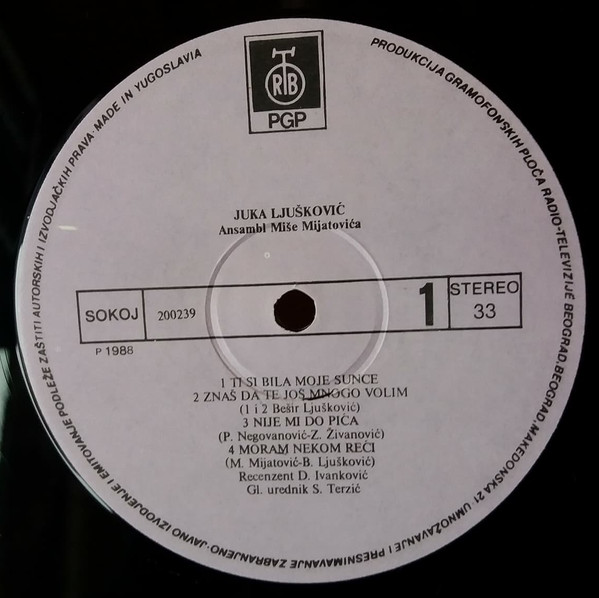 RTB
PGP
JUKA LJUŠKOVIĆ
Ansambl Miše Mijatovića
SOKOJ
200239
1
STEREO
33
P 1988
1 TI SI BILA MOJE SUNCE
2 ZNAŠ DA TE JOŠ MNOGO VOLIM
(1 i 2 Bešir Ljušković)
3 NIJE MI DO PIĆA
(P. Negovanović-Z. Živanović)
4 MORAM NEKOM REĆI
(M. Mijatović-B. Ljušković)
Recenzent D. Ivanković
Gl. urednik S. Terzić
PRODUKCIJA GRAMOFONSKIH PLOČA RADIO-TELEVIZIJE BEOGRAD, BEOGRAD, MAKEDONSKA 21. UMNOŽAVANJE I PRESNIMAVANJE ZABRANJENO. JAVNO IZVODJENJE I EMITOVANJE PODLEŽE ZAŠTITI AUTORSKIH I IZVODJAČKIH PRAVA·MADE IN YUGOSLAVIA